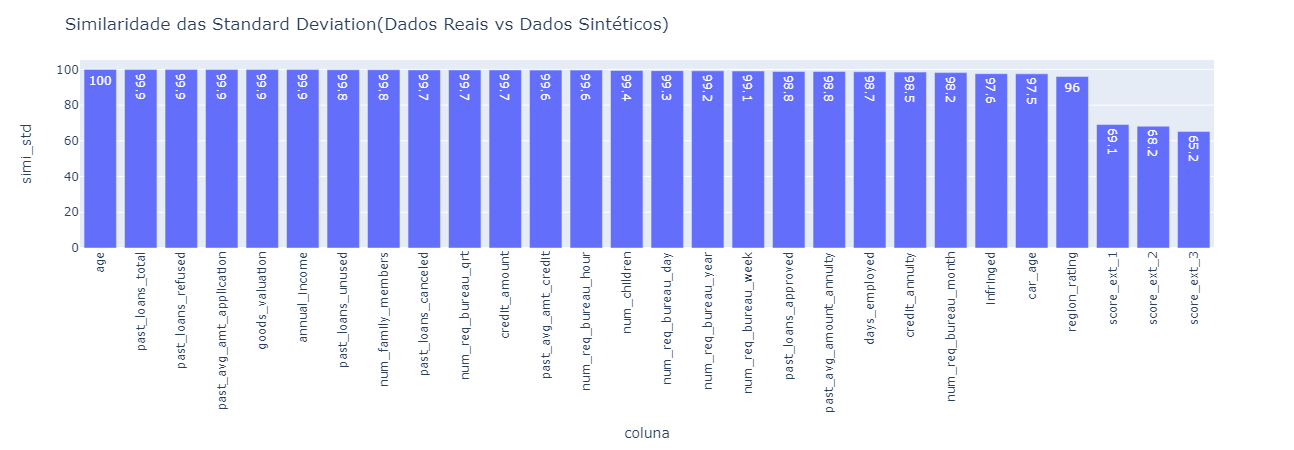 Similaridade das Standard Deviation(Dados Reais vs Dados Sintéticos)
simi_std
100
80
60
40
20
0
100
99.9
99.9
99.9
99.9
99.9
99.8
99.8
99.7
99.7
99.7
99.6
99.6
99.4
99.3
99.2
99.1
98.8
98.8
98.7
98.5
98.2
97.6
97.5
96
69.1
68.2
65.2
age
past_loans_total
past_loans_refused
past_avg_amt_application
goods_valuation
annual_income
past_loans_unused
num_family_members
past_loans_canceled
num_req_bureau_qrt
credit_amount
past_avg_amt_credit
num_req_bureau_hour
num_children
num_req_bureau_day
num_req_bureau_year
num_req_bureau_week
past_loans_approved
past_avg_amount_annuity
days_employed
credit_annuity
num_req_bureau_month
infringed
car_age
region_rating
score_ext_1
score_ext_2
score_ext_3
coluna